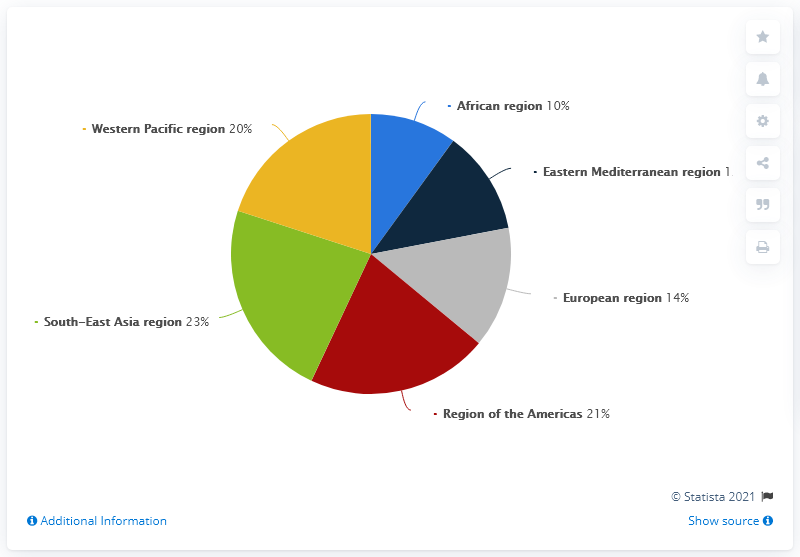 African region 10%
Western Pacific region 20%
Eastern Mediterranean region 1
European region 14%
South-East Asia region 23%
Region of the Americas 21%
© Statista 2021
Additional Information
Show source